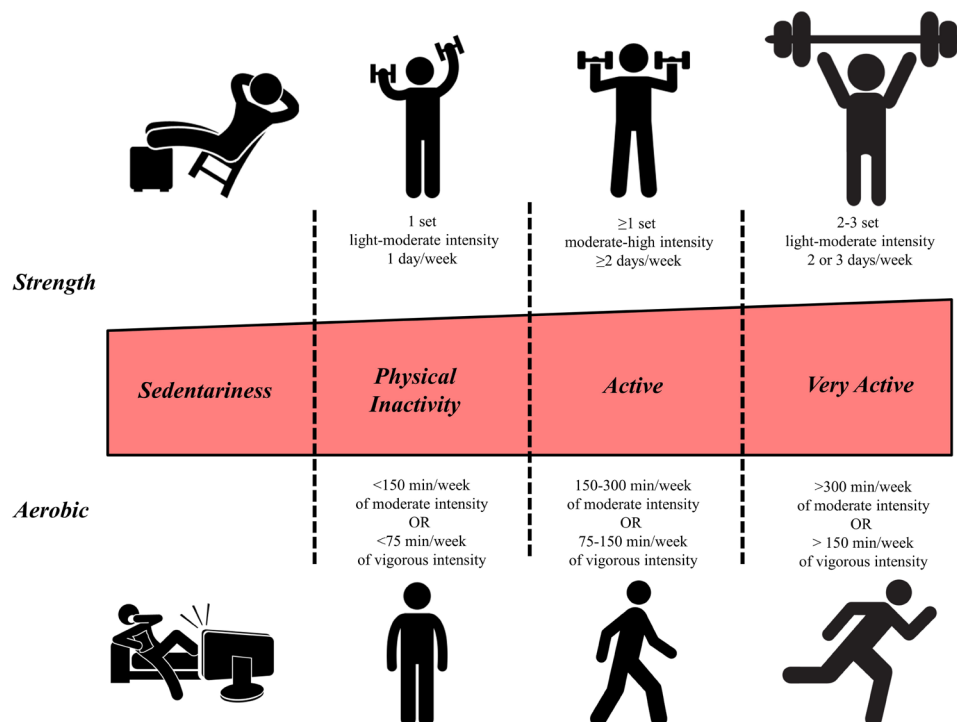 1 set
light-moderate intensity
1 day/week
≥1 set
moderate-high intensity
≥2 days/week
2-3 set
light-moderate intensity
2 or 3 days/week
Strength
Sedentariness
Physical
Inactivity
Active
Very Active
Aerobic
<150 min/week
of moderate intensity
OR
<75 min/week
of vigorous intensity
150-300 min/week
of moderate intensity
OR
75-150 min/week
of vigorous intensity
>300 min/week
of moderate intensity
OR
> 150 min/week
of vigorous intensity